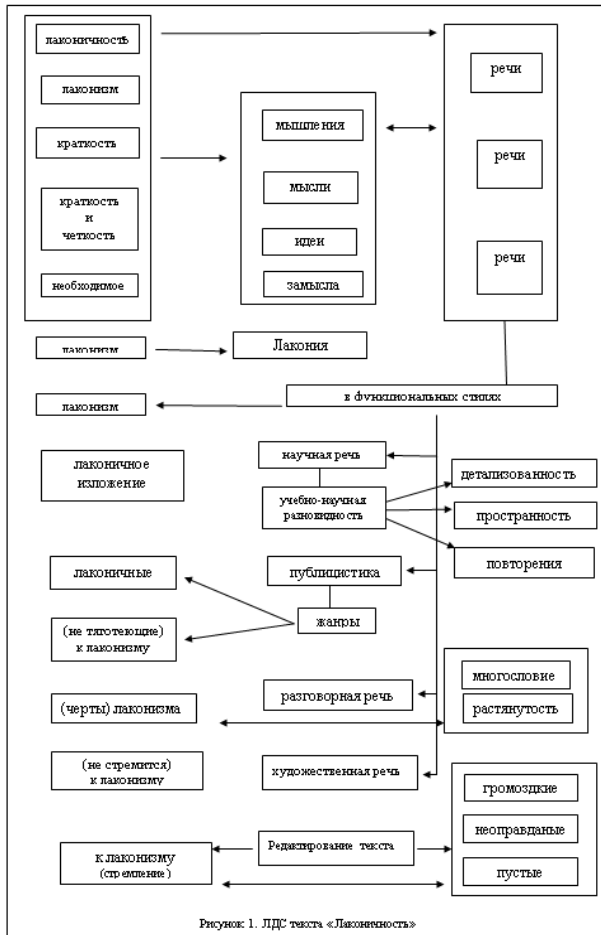 лаконичность
лаконизм
краткость
краткость
и
четкость
необходимое
мышления
мысли
идеи
замысла
речи
речи
речи
лаконизм
Лакония
в функциональных стилях
лаконизм
научная речь
лаконичное
изложение
учебно-научная
разновидность
детализованность
пространность
повторения
лаконичные
публицистика
жанры
(не тяготеющие)
к лаконизму
многословие
растянутость
разговорная речь
(черты) лаконизма
(не стремится)
к лаконизму
художественная речь
громоздкие
неоправданые
пустые
Редактирование текста
к лаконизму
(стремление)
Рисунок 1. ЛДС текста «Лаконичность»